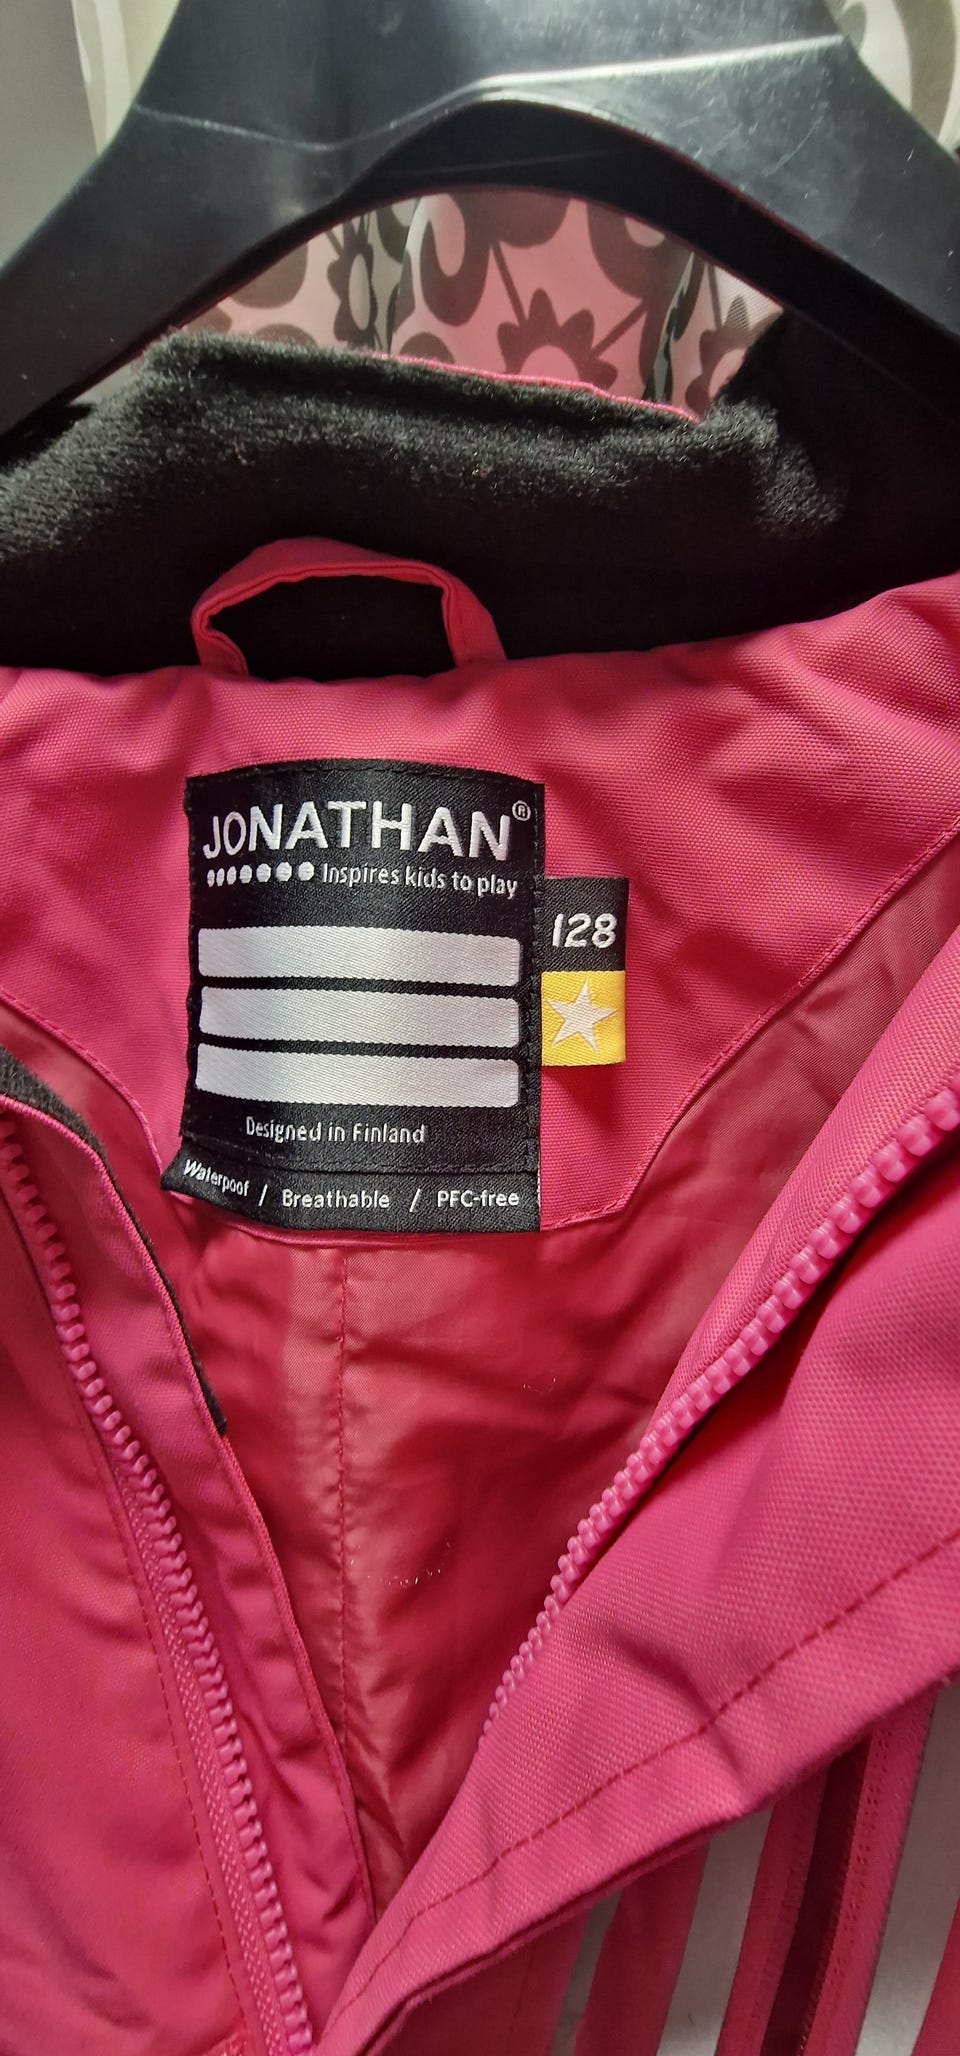 JONATHAN®
Inspires kids to play
128
Designed in Finland
Waterpoof / Breathable / PFC-free